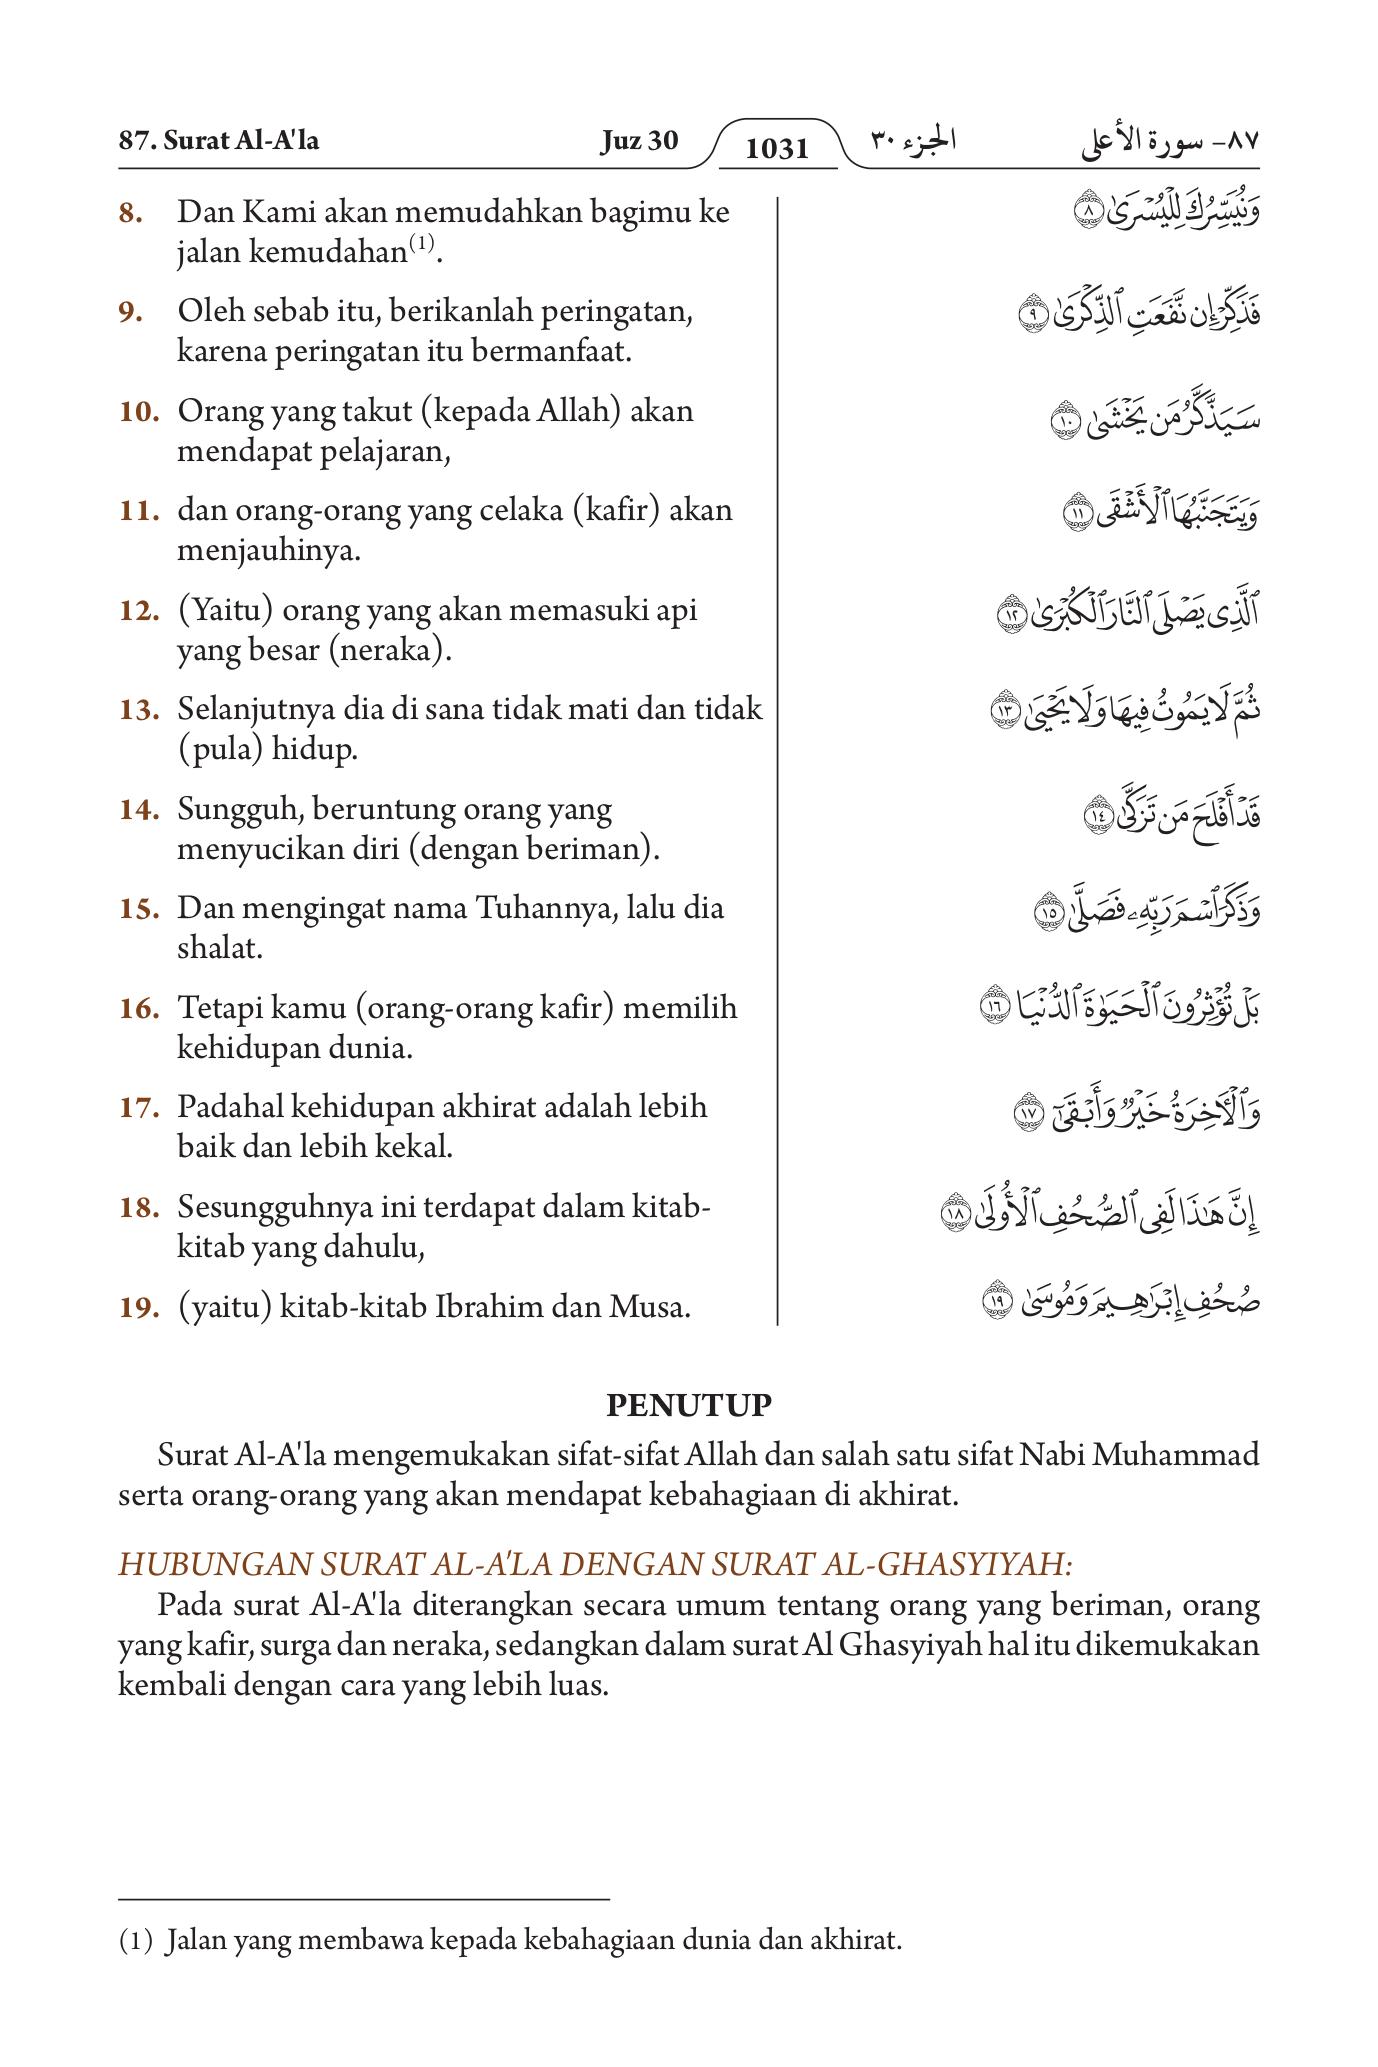 87. Surat Al-A'la Juz 30 1031 الجزء ٣٠ ٨٧- سورة الأعلى
8. Dan Kami akan memudahkan bagimu ke
jalan kemudahan(1).
وَنُيَسِّرُكَ لِلْيُسْرَىٰ ٨
9. Oleh sebab itu, berikanlah peringatan,
karena peringatan itu bermanfaat.
فَذَكِّرْ إِن نَّفَعَتِ ٱلذِّكْرَىٰ ٩
10. Orang yang takut (kepada Allah) akan
mendapat pelajaran,
سَيَذَّكَّرُ مَن يَخْشَىٰ ١٠
11. dan orang-orang yang celaka (kafir) akan
menjauhinya.
وَيَتَجَنَّبُهَا ٱلْأَشْقَى ١١
12. (Yaitu) orang yang akan memasuki api
yang besar (neraka).
ٱلَّذِى يَصْلَى ٱلنَّارَ ٱلْكُبْرَىٰ ١٢
13. Selanjutnya dia di sana tidak mati dan tidak
(pula) hidup.
ثُمَّ لَا يَمُوتُ فِيهَا وَلَا يَحْيَىٰ ١٣
14. Sungguh, beruntung orang yang
menyucikan diri (dengan beriman).
قَدْ أَفْلَحَ مَن تَزَكَّىٰ ١٤
15. Dan mengingat nama Tuhannya, lalu dia
shalat.
وَذَكَرَ ٱسْمَ رَبِّهِۦ فَصَلَّىٰ ١٥
16. Tetapi kamu (orang-orang kafir) memilih
kehidupan dunia.
بَلْ تُؤْثِرُونَ ٱلْحَيَوٰةَ ٱلدُّنْيَا ١٦
17. Padahal kehidupan akhirat adalah lebih
baik dan lebih kekal.
وَٱلْـَٔاخِرَةُ خَيْرٌ وَأَبْقَىٰٓ ١٧
18. Sesungguhnya ini terdapat dalam kitab-
kitab yang dahulu,
إِنَّ هَـٰذَا لَفِى ٱلصُّحُفِ ٱلْأُولَىٰ ١٨
19. (yaitu) kitab-kitab Ibrahim dan Musa.
صُحُفِ إِبْرَٰهِيمَ وَمُوسَىٰ ١٩
PENUTUP
Surat Al-A'la mengemukakan sifat-sifat Allah dan salah satu sifat Nabi Muhammad
serta orang-orang yang akan mendapat kebahagiaan di akhirat.
HUBUNGAN SURAT AL-A'LA DENGAN SURAT AL-GHASYIYAH:
Pada surat Al-A'la diterangkan secara umum tentang orang yang beriman, orang
yang kafir, surga dan neraka, sedangkan dalam surat Al Ghasyiyah hal itu dikemukakan
kembali dengan cara yang lebih luas.
(1) Jalan yang membawa kepada kebahagiaan dunia dan akhirat.